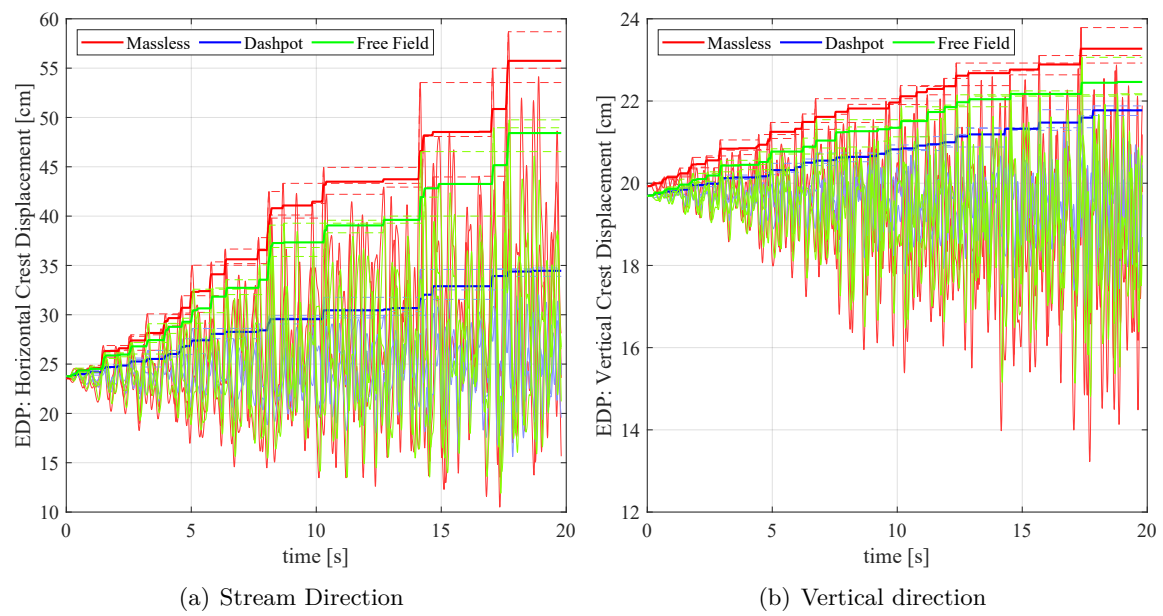 Massless Dashpot Free Field
EDP: Horizontal Crest Displacement [cm]
60
55
50
45
40
35
30
25
20
15
10
0 5 10 15 20
time [s]
(a) Stream Direction
Massless Dashpot Free Field
EDP: Vertical Crest Displacement [cm]
24
22
20
18
16
14
12
0 5 10 15 20
time [s]
(b) Vertical direction